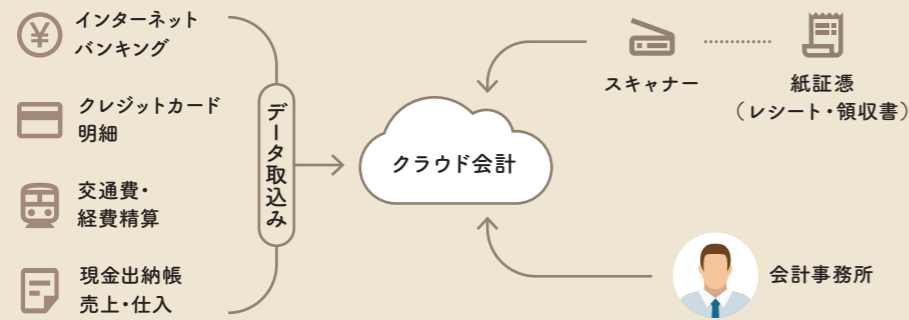 インターネット
バンキング
クレジットカード
明細
交通費・
経費精算
現金出納帳
売上・仕入
データ取込み
クラウド会計
スキャナー
紙証憑
（レシート・領収書）
会計事務所